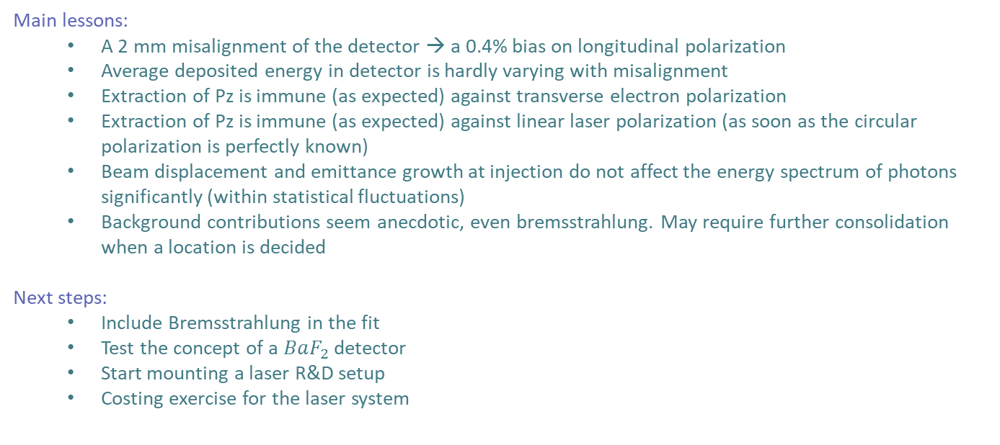 Main lessons:
• A 2 mm misalignment of the detector → a 0.4% bias on longitudinal polarization
• Average deposited energy in detector is hardly varying with misalignment
• Extraction of Pz is immune (as expected) against transverse electron polarization
• Extraction of Pz is immune (as expected) against linear laser polarization (as soon as the circular
polarization is perfectly known)
• Beam displacement and emittance growth at injection do not affect the energy spectrum of photons
significantly (within statistical fluctuations)
• Background contributions seem anecdotic, even bremsstrahlung. May require further consolidation
when a location is decided
Next steps:
• Include Bremsstrahlung in the fit
• Test the concept of a BaF₂ detector
• Start mounting a laser R&D setup
• Costing exercise for the laser system